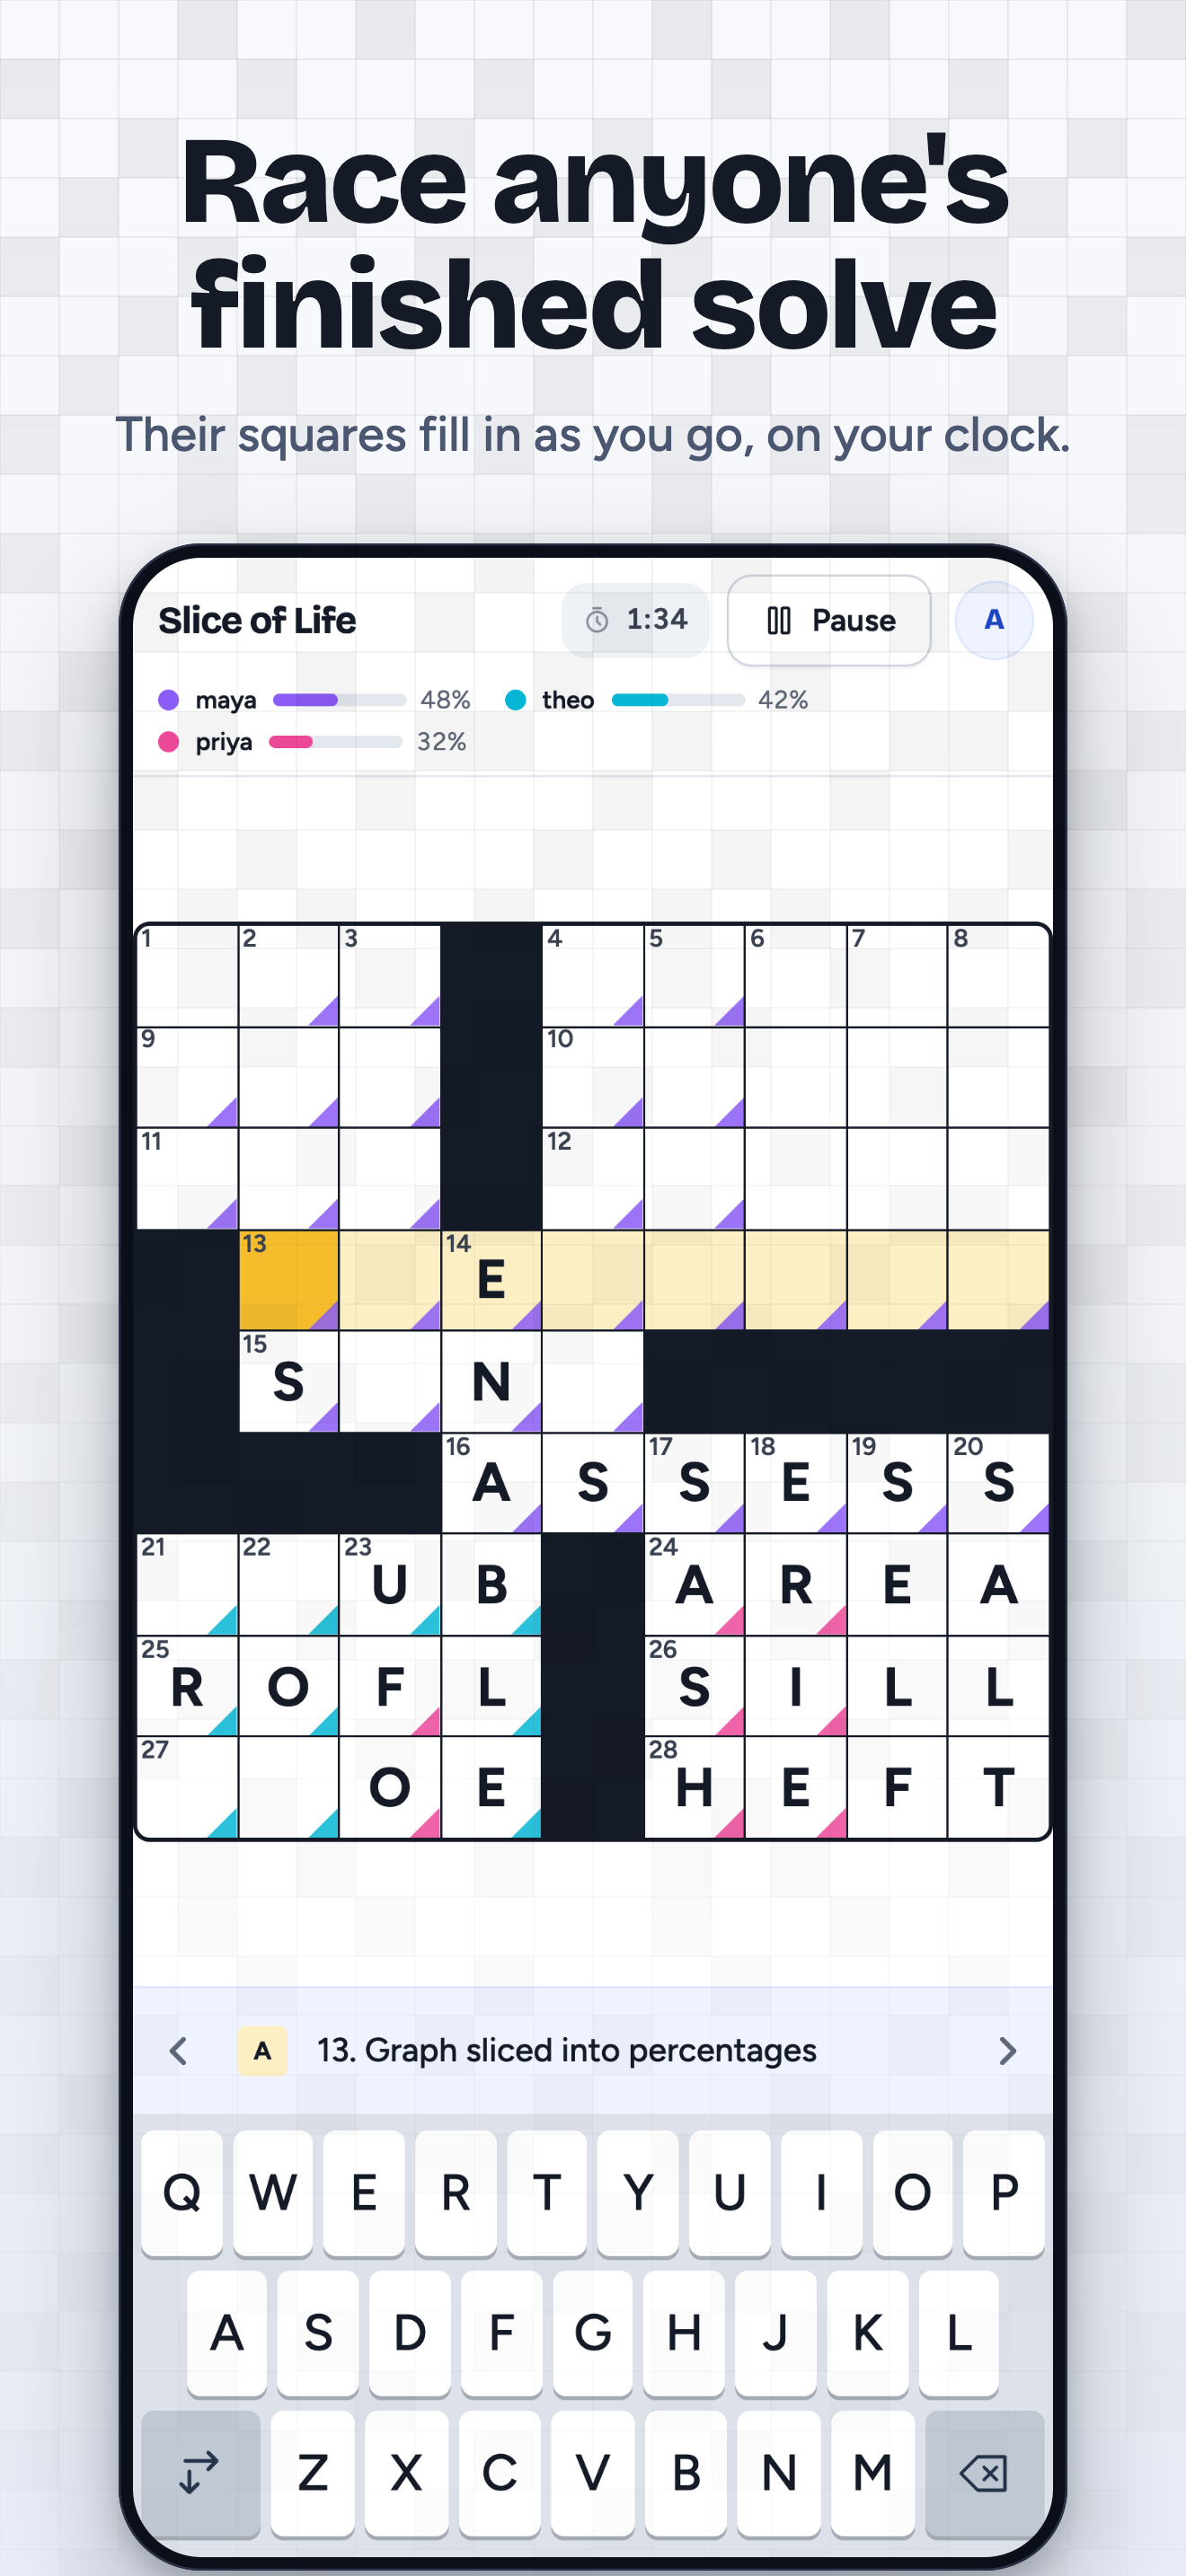 Race anyone's
finished solve
Their squares fill in as you go, on your clock.
Slice of Life 1:34 Pause A
maya 48% theo 42%
priya 32%
1 2 3 4 5 6 7 8
9 10
11 12
13 14 E
15 S N
16 A S 17 S 18 E 19 S 20 S
21 22 23 U B 24 A R E A
25 R O F L 26 S I L L
27 O E 28 H E F T
A 13. Graph sliced into percentages
Q W E R T Y U I O P
A S D F G H J K L
Z X C V B N M